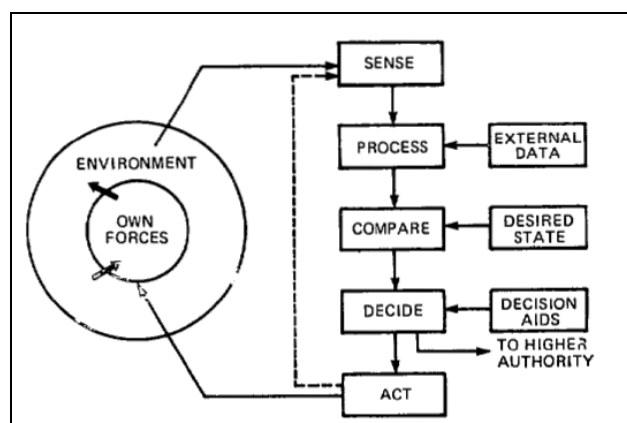 SENSE
PROCESS
EXTERNAL
DATA
ENVIRONMENT
OWN
FORCES
COMPARE
DESIRED
STATE
DECIDE
DECISION
AIDS
TO HIGHER
AUTHORITY
ACT